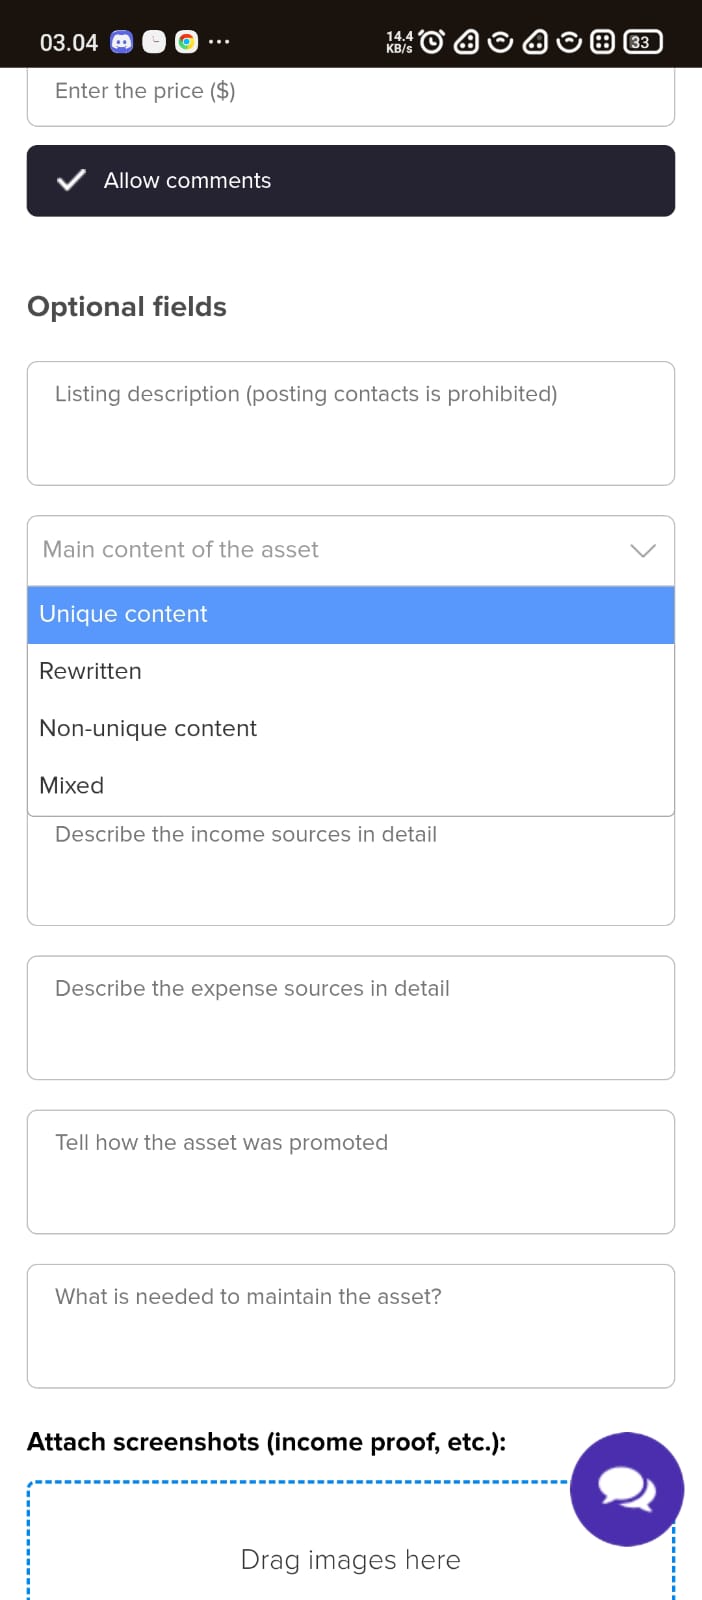 03.04
14.4
KB/s
33
Enter the price ($)
Allow comments
Optional fields
Listing description (posting contacts is prohibited)
Main content of the asset
Unique content
Rewritten
Non-unique content
Mixed
Describe the income sources in detail
Describe the expense sources in detail
Tell how the asset was promoted
What is needed to maintain the asset?
Attach screenshots (income proof, etc.):
Drag images here